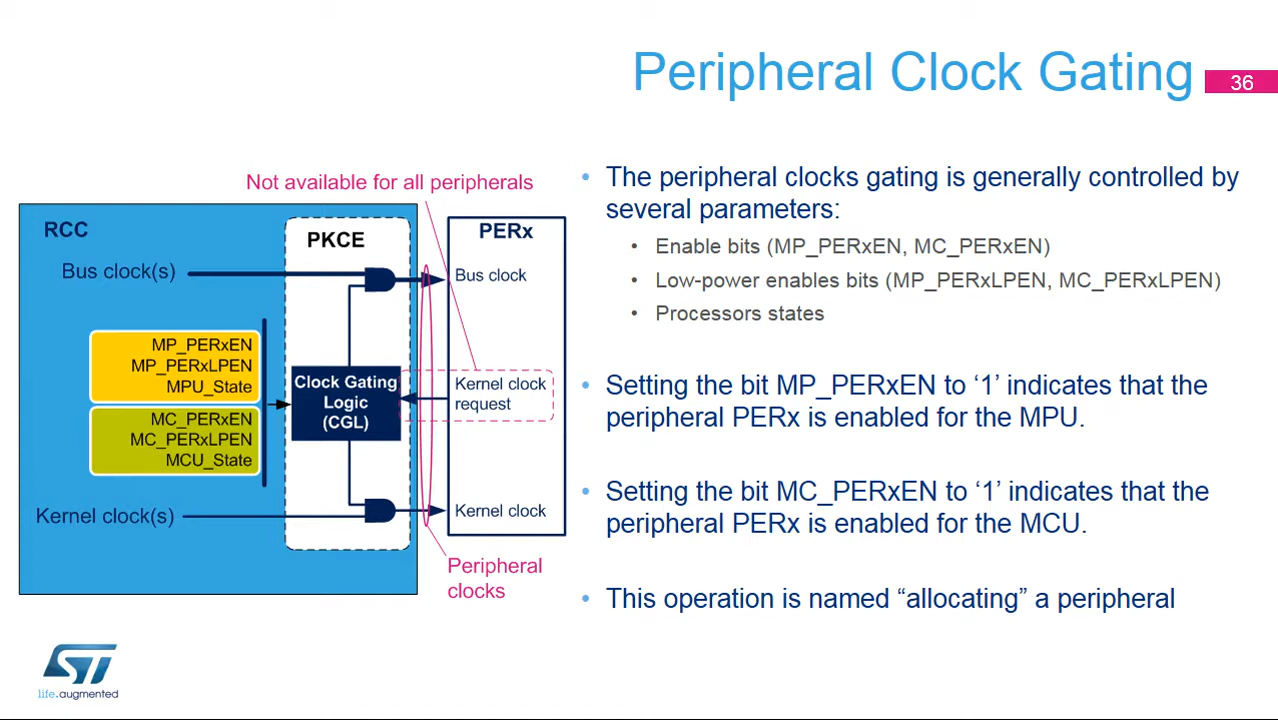 Peripheral Clock Gating
36
Not available for all peripherals
RCC
PKCE
PERx
Bus clock(s)
Bus clock
MP_PERxEN
MP_PERxLPEN
MPU_State
MC_PERxEN
MC_PERxLPEN
MCU_State
Clock Gating
Logic
(CGL)
Kernel clock
request
Kernel clock(s)
Kernel clock
Peripheral
clocks
• The peripheral clocks gating is generally controlled by
several parameters:
• Enable bits (MP_PERxEN, MC_PERxEN)
• Low-power enables bits (MP_PERxLPEN, MC_PERxLPEN)
• Processors states
• Setting the bit MP_PERxEN to ‘1’ indicates that the
peripheral PERx is enabled for the MPU.
• Setting the bit MC_PERxEN to ‘1’ indicates that the
peripheral PERx is enabled for the MCU.
• This operation is named “allocating” a peripheral
ST
life.augmented